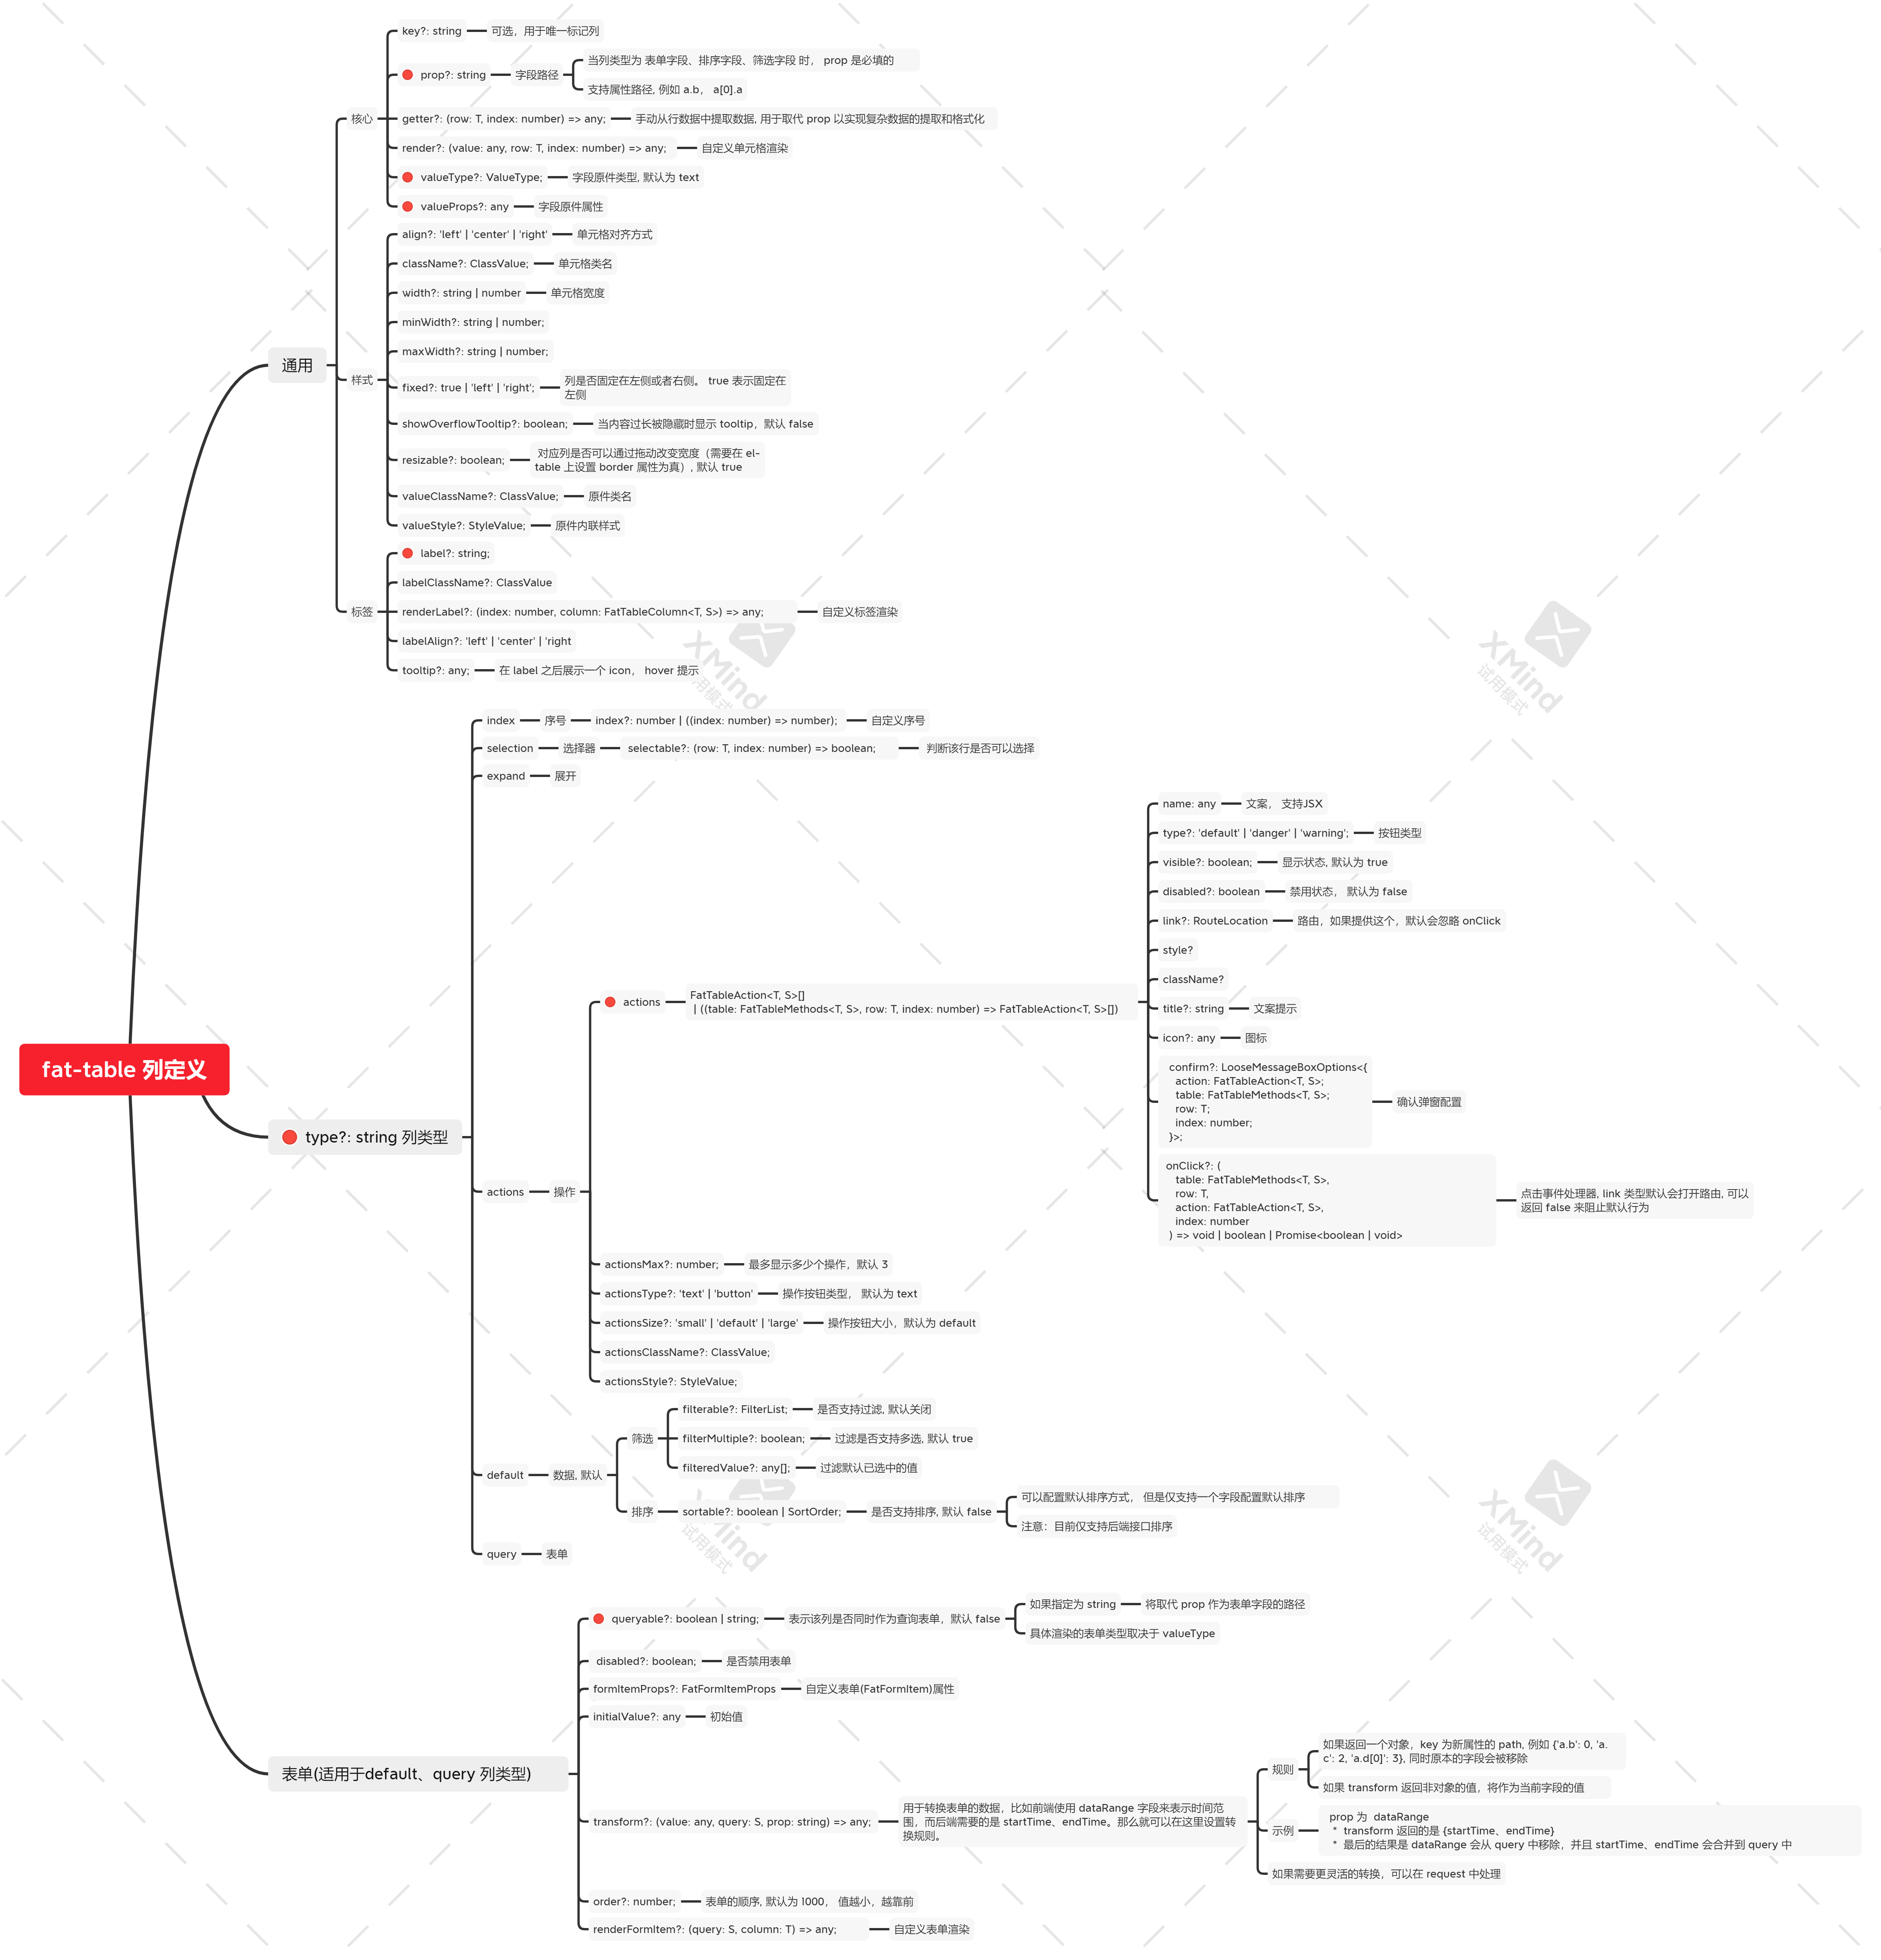 fat-table 列定义
通用
核心
key?: string
可选，用于唯一标记列
prop?: string
字段路径
当列类型为 表单字段、排序字段、筛选字段 时， prop 是必填的
支持属性路径, 例如 a.b， a[0].a
getter?: (row: T, index: number) => any;
手动从行数据中提取数据, 用于取代 prop 以实现复杂数据的提取和格式化
render?: (value: any, row: T, index: number) => any;
自定义单元格渲染
valueType?: ValueType;
字段原件类型, 默认为 text
valueProps?: any
字段原件属性
样式
align?: 'left' | 'center' | 'right'
单元格对齐方式
className?: ClassValue;
单元格类名
width?: string | number
单元格宽度
minWidth?: string | number;
maxWidth?: string | number;
fixed?: true | 'left' | 'right';
列是否固定在左侧或者右侧。 true 表示固定在
左侧
showOverflowTooltip?: boolean;
当内容过长被隐藏时显示 tooltip，默认 false
resizable?: boolean;
对应列是否可以通过拖动改变宽度（需要在 el-
table 上设置 border 属性为真）, 默认 true
valueClassName?: ClassValue;
原件类名
valueStyle?: StyleValue;
原件内联样式
标签
label?: string;
labelClassName?: ClassValue
renderLabel?: (index: number, column: FatTableColumn<T, S>) => any;
自定义标签渲染
labelAlign?: 'left' | 'center' | 'right
tooltip?: any;
在 label 之后展示一个 icon， hover 提示
type?: string 列类型
index
序号
index?: number | ((index: number) => number);
自定义序号
selection
选择器
selectable?: (row: T, index: number) => boolean;
判断该行是否可以选择
expand
展开
actions
操作
actions
FatTableAction<T, S>[]
| ((table: FatTableMethods<T, S>, row: T, index: number) => FatTableAction<T, S>[])
name: any
文案， 支持JSX
type?: 'default' | 'danger' | 'warning';
按钮类型
visible?: boolean;
显示状态, 默认为 true
disabled?: boolean
禁用状态， 默认为 false
link?: RouteLocation
路由，如果提供这个，默认会忽略 onClick
style?
className?
title?: string
文案提示
icon?: any
图标
confirm?: LooseMessageBoxOptions<{
action: FatTableAction<T, S>;
table: FatTableMethods<T, S>;
row: T;
index: number;
}>;
确认弹窗配置
onClick?: (
table: FatTableMethods<T, S>,
row: T,
action: FatTableAction<T, S>,
index: number
) => void | boolean | Promise<boolean | void>
点击事件处理器, link 类型默认会打开路由, 可以
返回 false 来阻止默认行为
actionsMax?: number;
最多显示多少个操作，默认 3
actionsType?: 'text' | 'button'
操作按钮类型， 默认为 text
actionsSize?: 'small' | 'default' | 'large'
操作按钮大小，默认为 default
actionsClassName?: ClassValue;
actionsStyle?: StyleValue;
default
数据, 默认
筛选
filterable?: FilterList;
是否支持过滤, 默认关闭
filterMultiple?: boolean;
过滤是否支持多选, 默认 true
filteredValue?: any[];
过滤默认已选中的值
排序
sortable?: boolean | SortOrder;
是否支持排序, 默认 false
可以配置默认排序方式， 但是仅支持一个字段配置默认排序
注意：目前仅支持后端接口排序
query
表单
表单(适用于default、query 列类型)
queryable?: boolean | string;
表示该列是否同时作为查询表单，默认 false
如果指定为 string
将取代 prop 作为表单字段的路径
具体渲染的表单类型取决于 valueType
disabled?: boolean;
是否禁用表单
formItemProps?: FatFormItemProps
自定义表单(FatFormItem)属性
initialValue?: any
初始值
transform?: (value: any, query: S, prop: string) => any;
用于转换表单的数据，比如前端使用 dataRange 字段来表示时间范
围，而后端需要的是 startTime、endTime。那么就可以在这里设置转
换规则。
规则
如果返回一个对象，key 为新属性的 path, 例如 {'a.b': 0, 'a.
c': 2, 'a.d[0]': 3}, 同时原本的字段会被移除
如果 transform 返回非对象的值，将作为当前字段的值
示例
prop 为 dataRange
* transform 返回的是 {startTime、endTime}
* 最后的结果是 dataRange 会从 query 中移除，并且 startTime、endTime 会合并到 query 中
如果需要更灵活的转换，可以在 request 中处理
order?: number;
表单的顺序, 默认为 1000， 值越小，越靠前
renderFormItem?: (query: S, column: T) => any;
自定义表单渲染
XMind
试用模式
XMind
试用模式
XMind
试用模式
XMind
试用模式